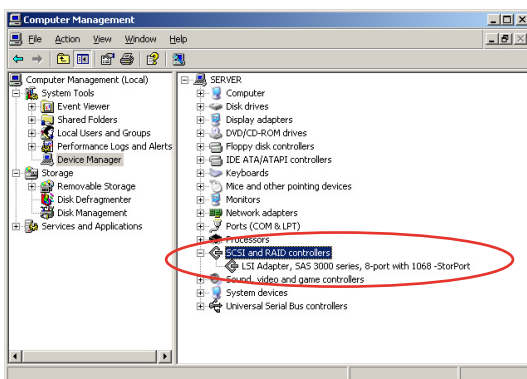 Computer Management
File Action View Window Help
Computer Management (Local)
System Tools
Event Viewer
Shared Folders
Local Users and Groups
Performance Logs and Alerts
Device Manager
Storage
Removable Storage
Disk Defragmenter
Disk Management
Services and Applications
SERVER
Computer
Disk drives
Display adapters
DVD/CD-ROM drives
Floppy disk controllers
IDE ATA/ATAPI controllers
Keyboards
Mice and other pointing devices
Monitors
Network adapters
Ports (COM & LPT)
Processors
SCSI and RAID controllers
LSI Adapter, SAS 3000 series, 8-port with 1068 -StorPort
Sound, video and game controllers
System devices
Universal Serial Bus controllers